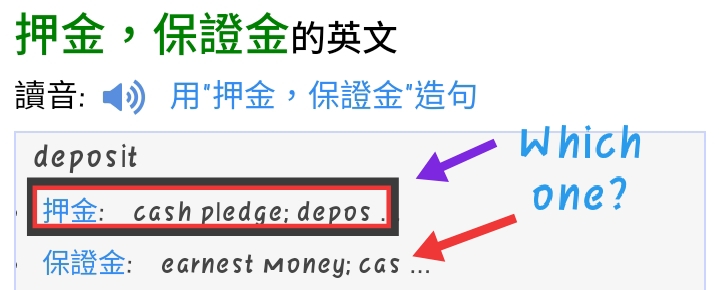 押金，保證金的英文
讀音: 用"押金，保證金"造句
Which
one?
deposit
押金: cash pledge; depos ...
保證金: earnest money; cas ...